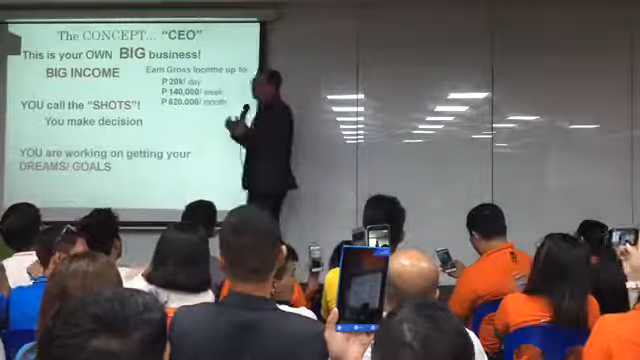 The CONCEPT... "CEO"
This is your OWN BIG business!
BIG INCOME
Earn Gross Income up to
P 20k/ day
P 140,000/ week
P 620,000/ month
YOU call the "SHOTS"!
You make decision
YOU are working on getting your
DREAMS/ GOALS